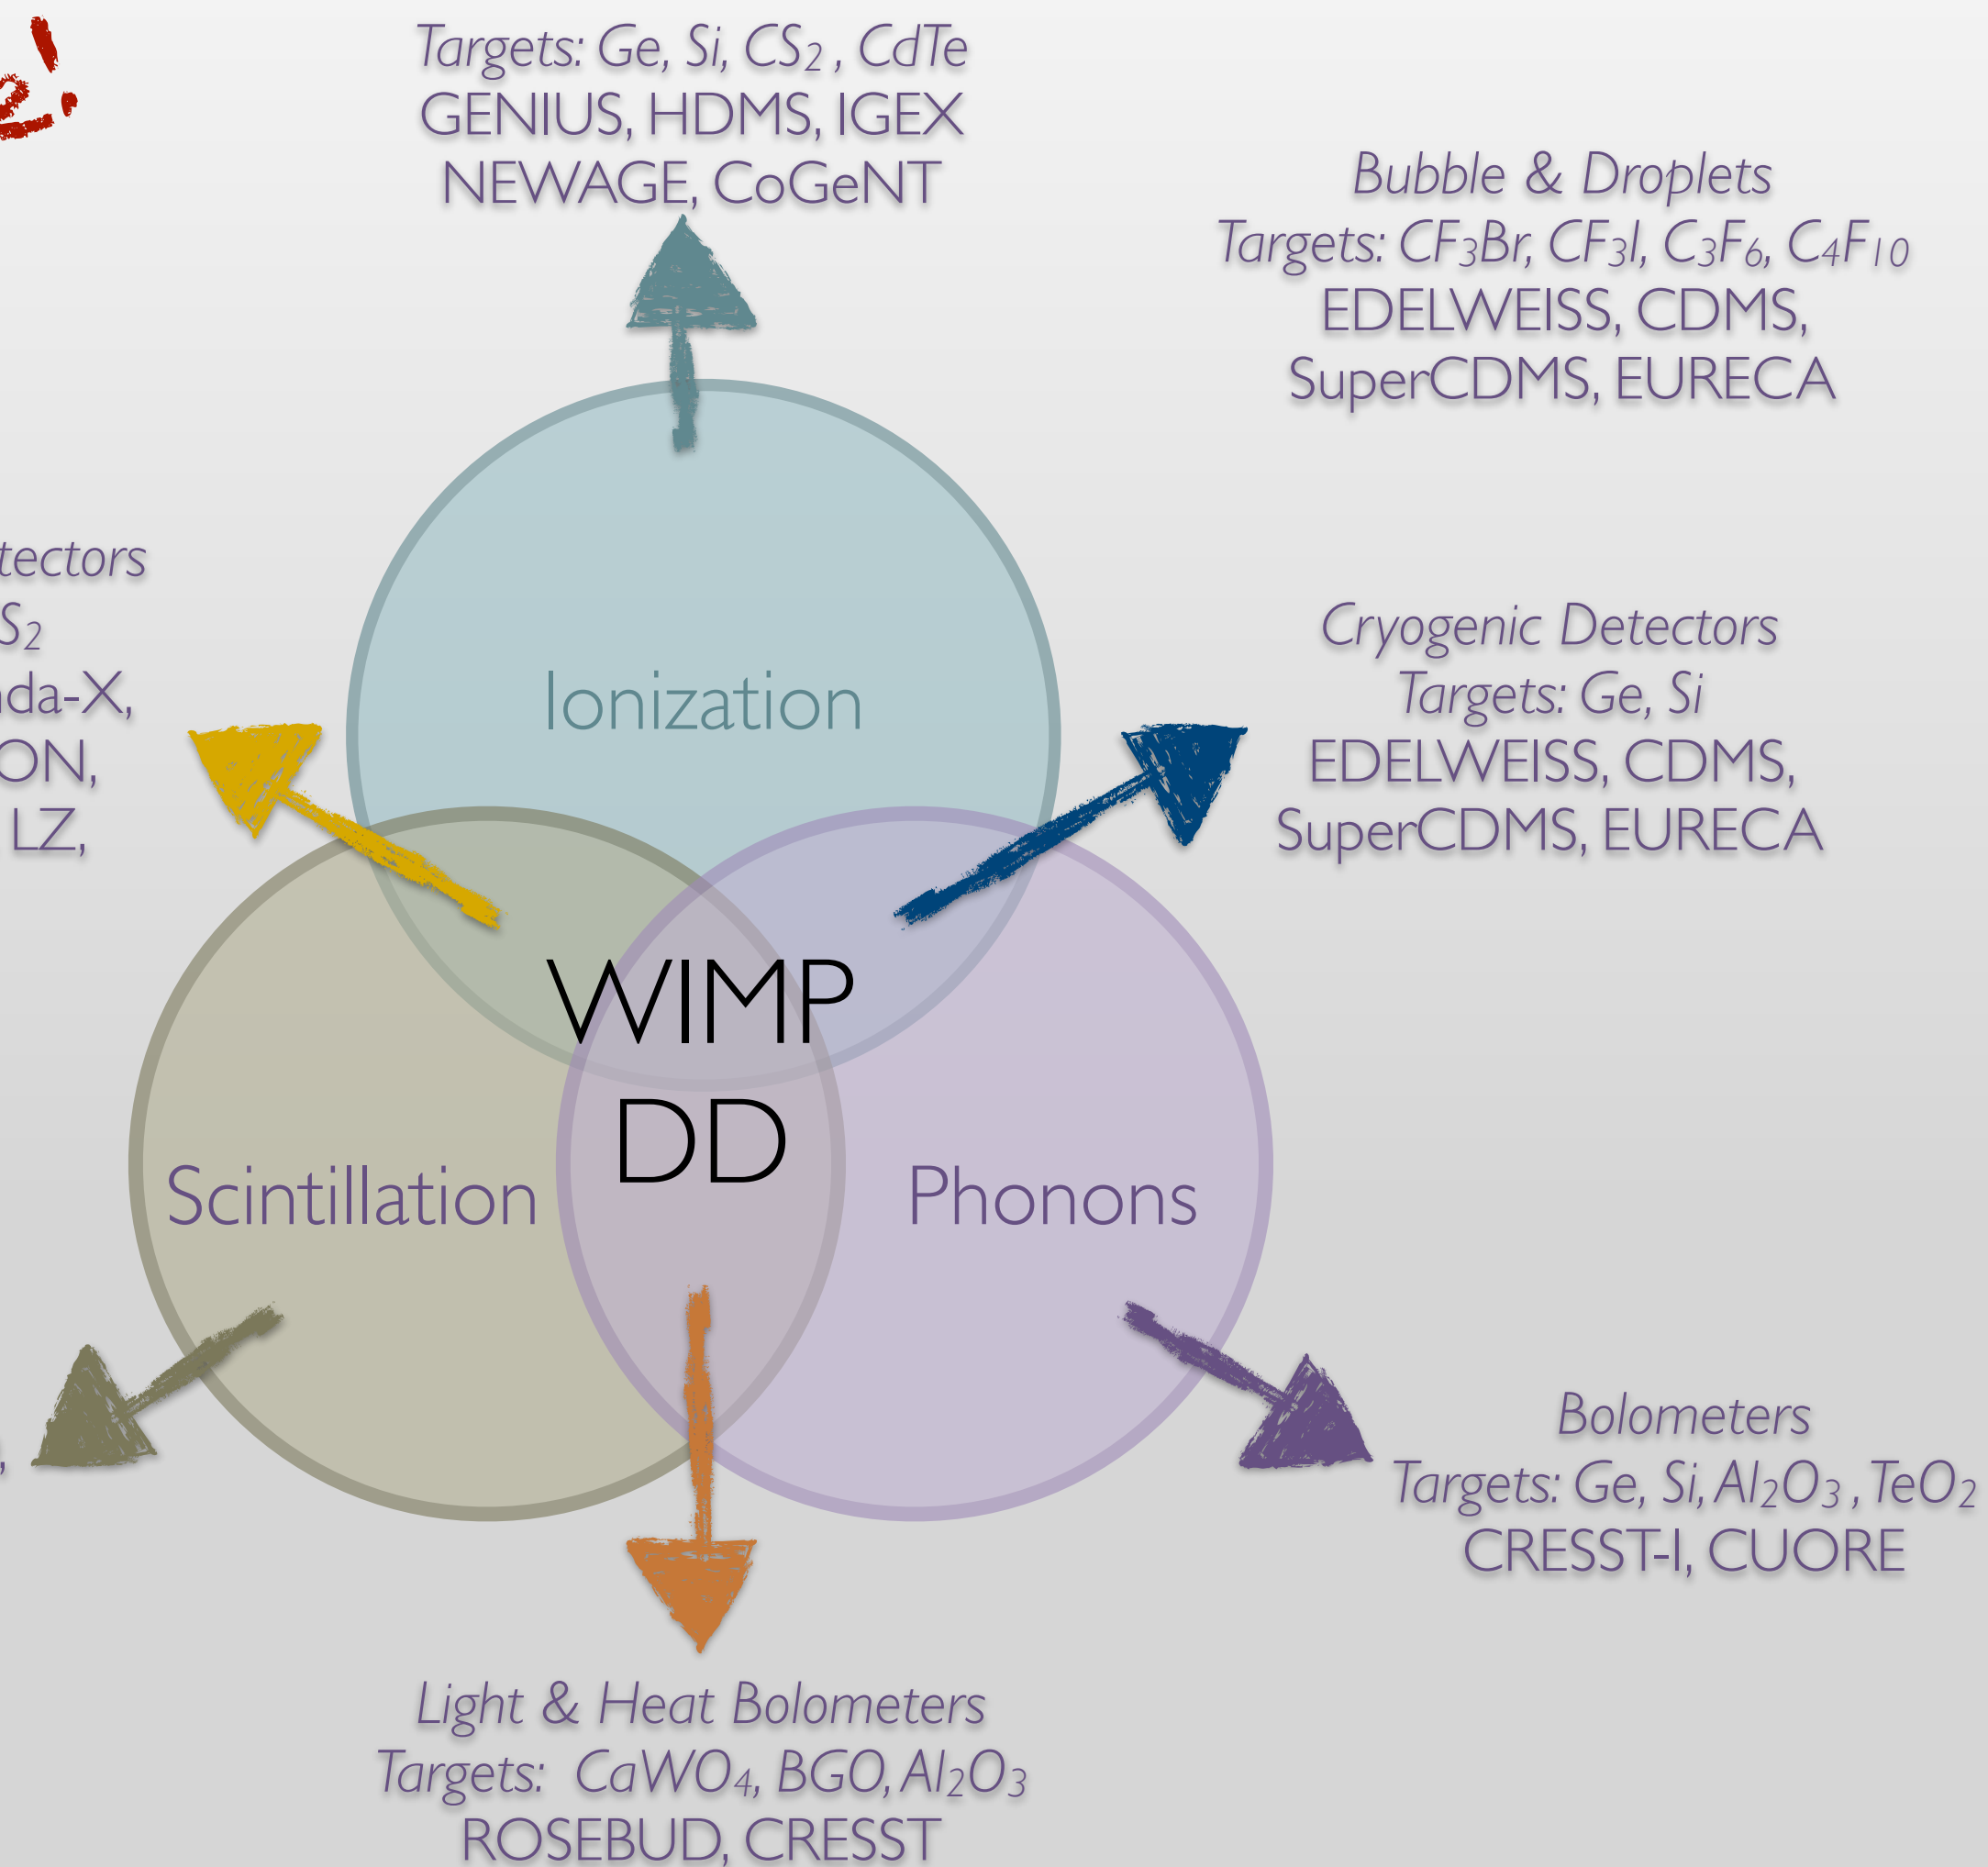 Targets: Ge, Si, CS₂ , CdTe
GENIUS, HDMS, IGEX
NEWAGE, CoGeNT
Bubble & Droplets
Targets: CF₃Br, CF₃I, C₃F₆, C₄F₁₀
EDELWEISS, CDMS,
SuperCDMS, EURECA
Ionization
Cryogenic Detectors
Targets: Ge, Si
EDELWEISS, CDMS,
SuperCDMS, EURECA
LZ,
WIMP
DD
Scintillation
Phonons
Bolometers
Targets: Ge, Si, Al₂O₃ , TeO₂
CRESST-I, CUORE
Light & Heat Bolometers
Targets: CaWO₄, BGO, Al₂O₃
ROSEBUD, CRESST